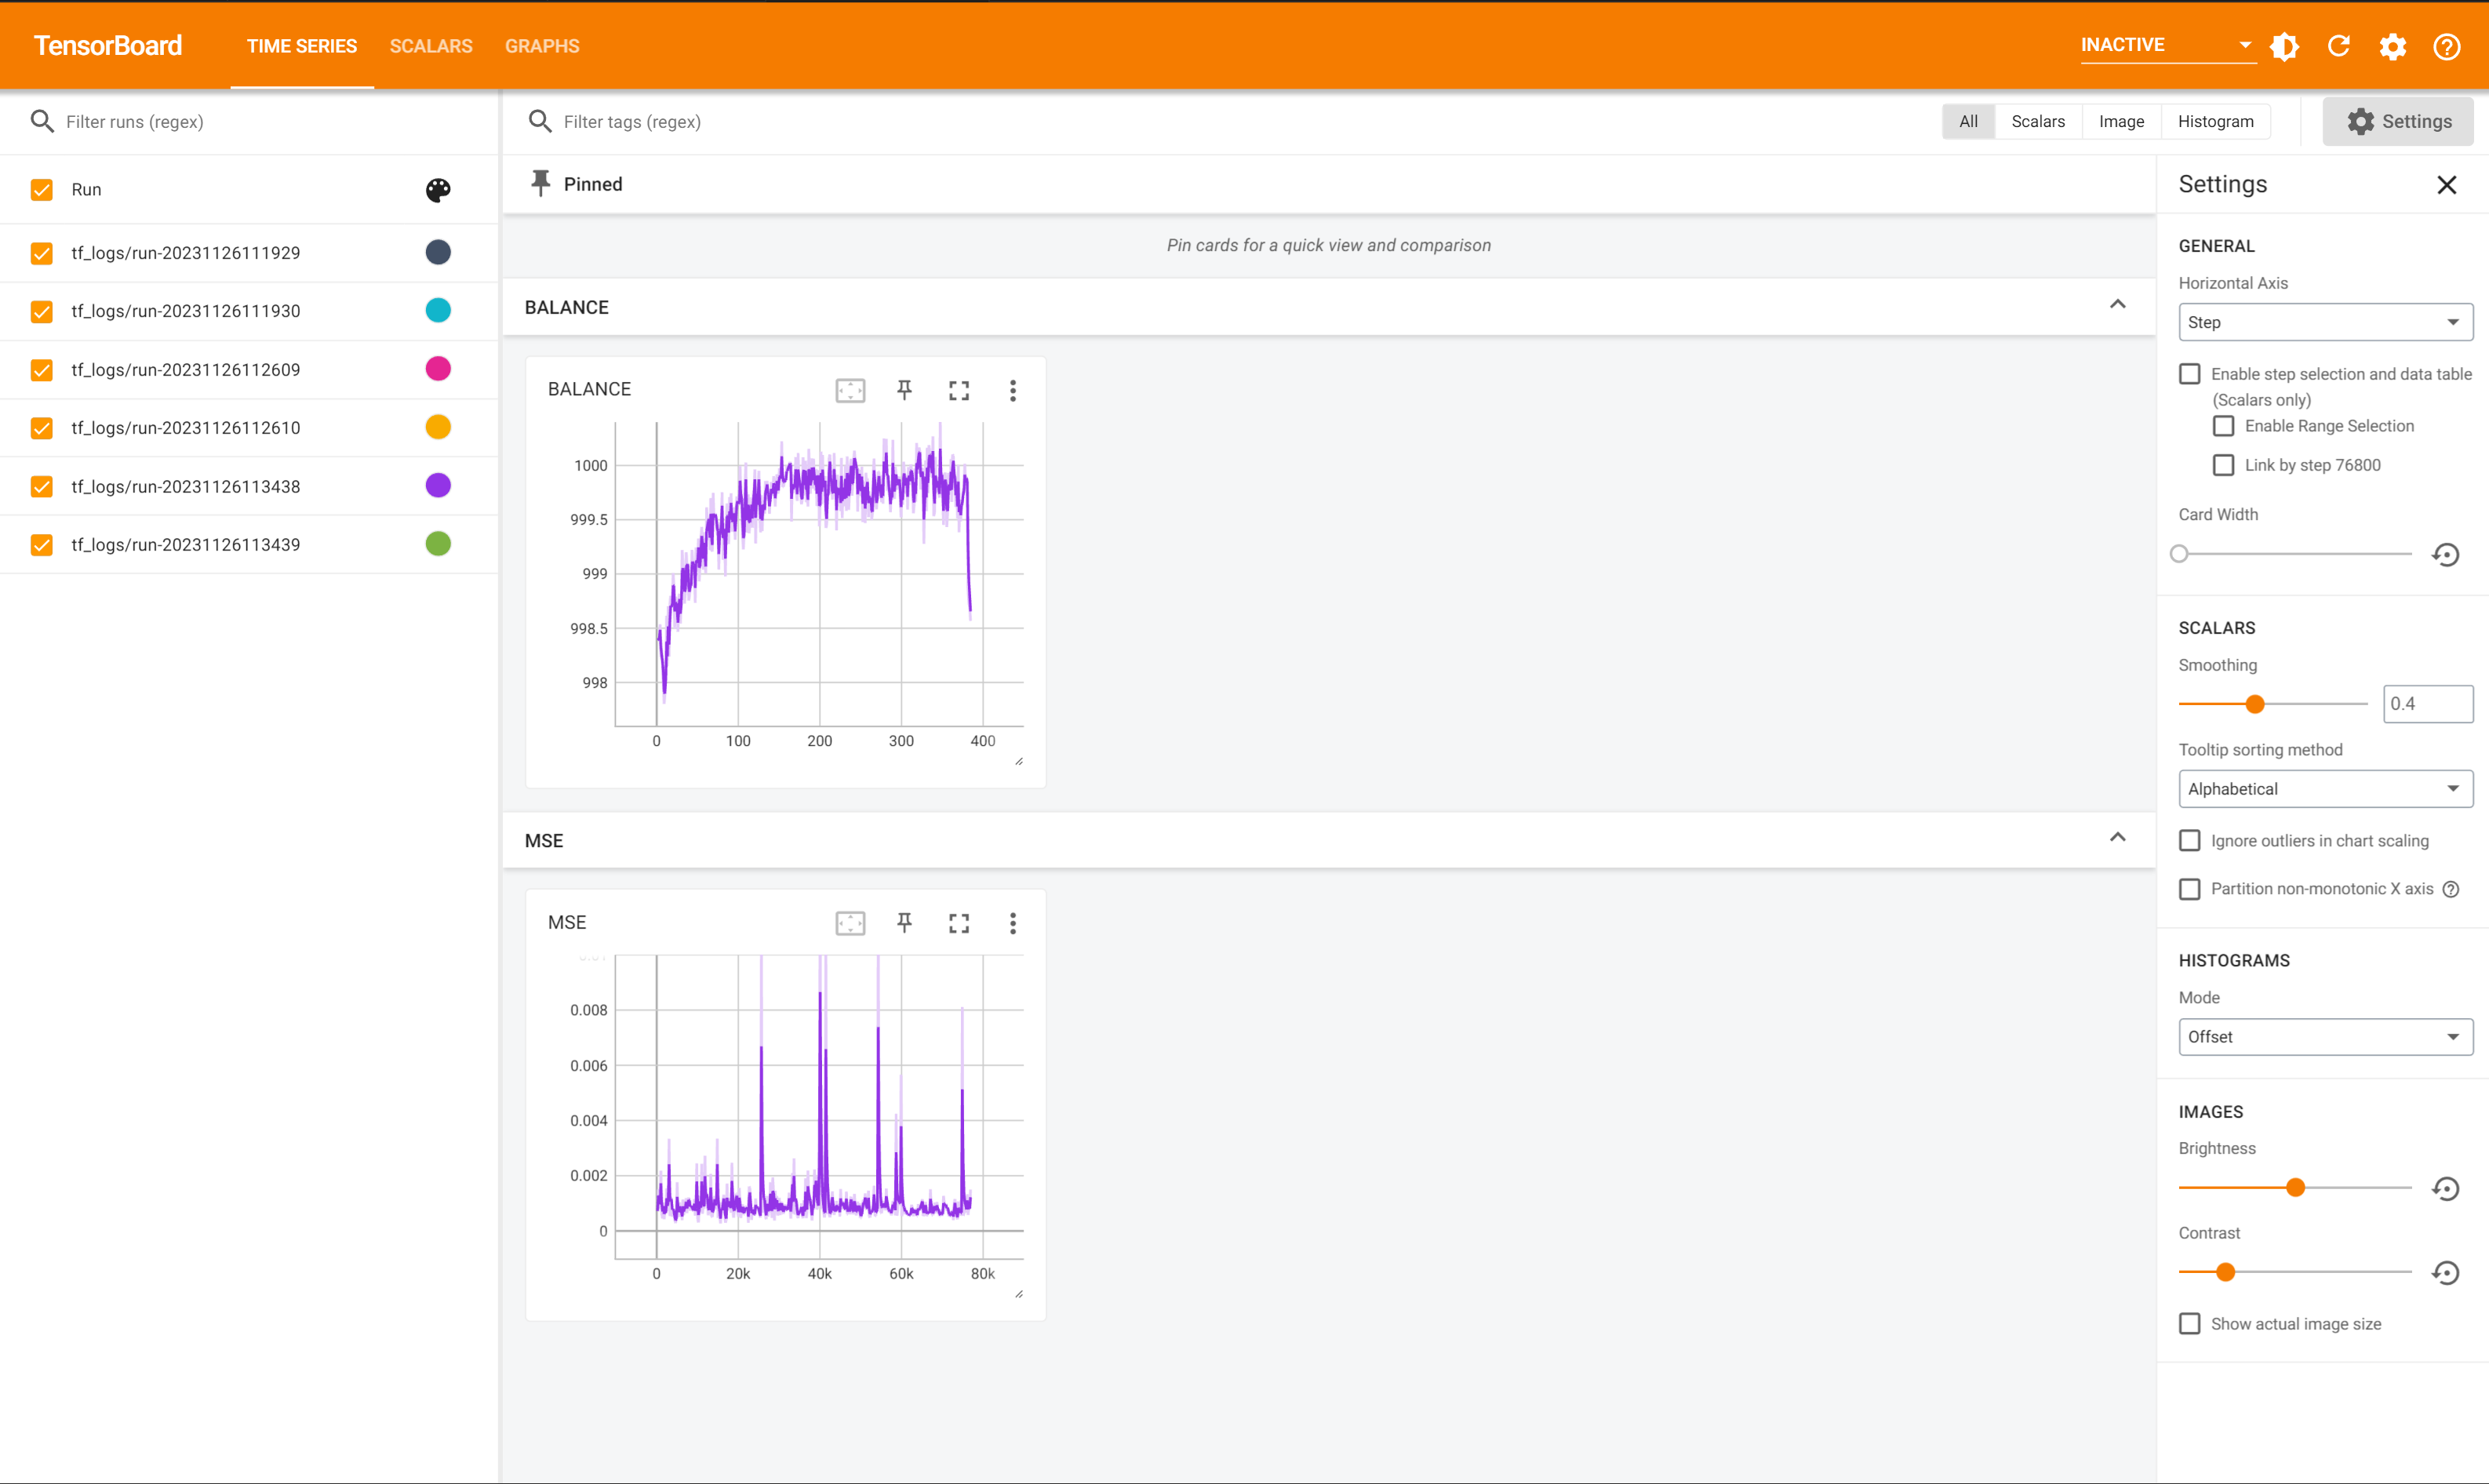 TensorBoard
TIME SERIES
SCALARS
GRAPHS
INACTIVE
Filter runs (regex)
Run
tf_logs/run-20231126111929
tf_logs/run-20231126111930
tf_logs/run-20231126112609
tf_logs/run-20231126112610
tf_logs/run-20231126113438
tf_logs/run-20231126113439
Filter tags (regex)
All
Scalars
Image
Histogram
Settings
Pinned
Pin cards for a quick view and comparison
BALANCE
BALANCE
1000
999.5
999
998.5
998
0
100
200
300
400
MSE
MSE
0.008
0.006
0.004
0.002
0
0
20k
40k
60k
80k
Settings
GENERAL
Horizontal Axis
Step
Enable step selection and data table
(Scalars only)
Enable Range Selection
Link by step 76800
Card Width
SCALARS
Smoothing
0.4
Tooltip sorting method
Alphabetical
Ignore outliers in chart scaling
Partition non-monotonic X axis
HISTOGRAMS
Mode
Offset
IMAGES
Brightness
Contrast
Show actual image size